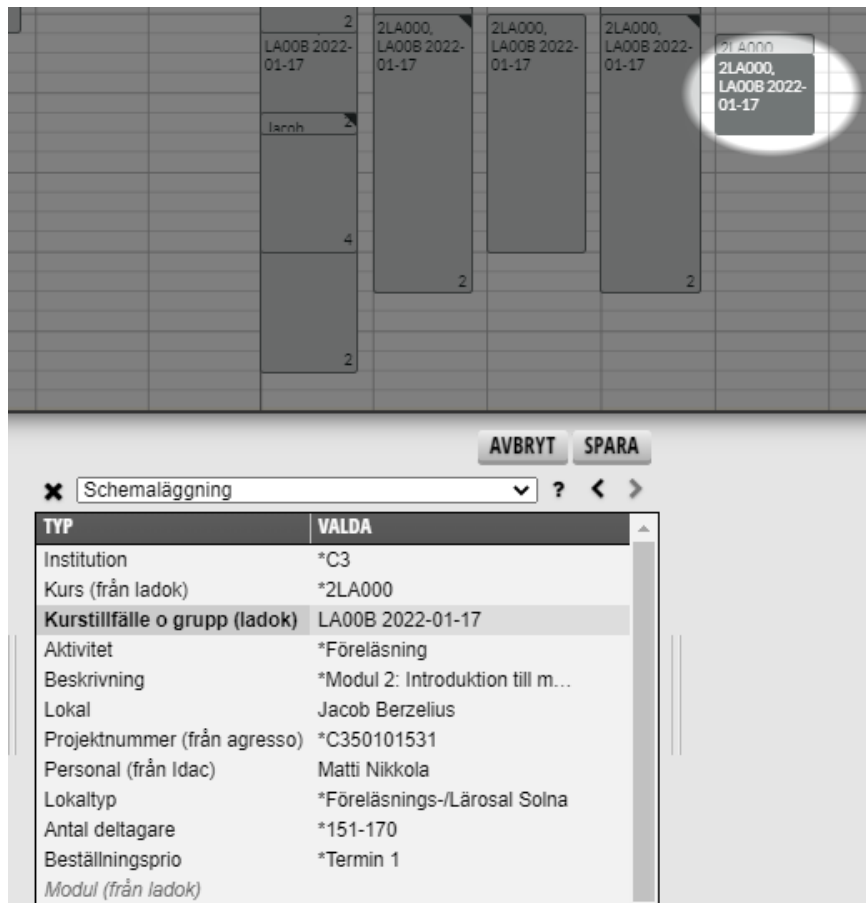 2
LA00B 2022-
01-17
Jacob
2
4
2
2LA000,
LA00B 2022-
01-17
2
2LA000,
LA00B 2022-
01-17
2LA000,
LA00B 2022-
01-17
2
2LA000
2LA000,
LA00B 2022-
01-17
AVBRYT SPARA
Schemaläggning ?
TYP VALDA
Institution *C3
Kurs (från ladok) *2LA000
Kurstillfälle o grupp (ladok) LA00B 2022-01-17
Aktivitet *Föreläsning
Beskrivning *Modul 2: Introduktion till m...
Lokal Jacob Berzelius
Projektnummer (från agresso) *C350101531
Personal (från Idac) Matti Nikkola
Lokaltyp *Föreläsnings-/Lärosal Solna
Antal deltagare *151-170
Beställningsprio *Termin 1
Modul (från ladok)